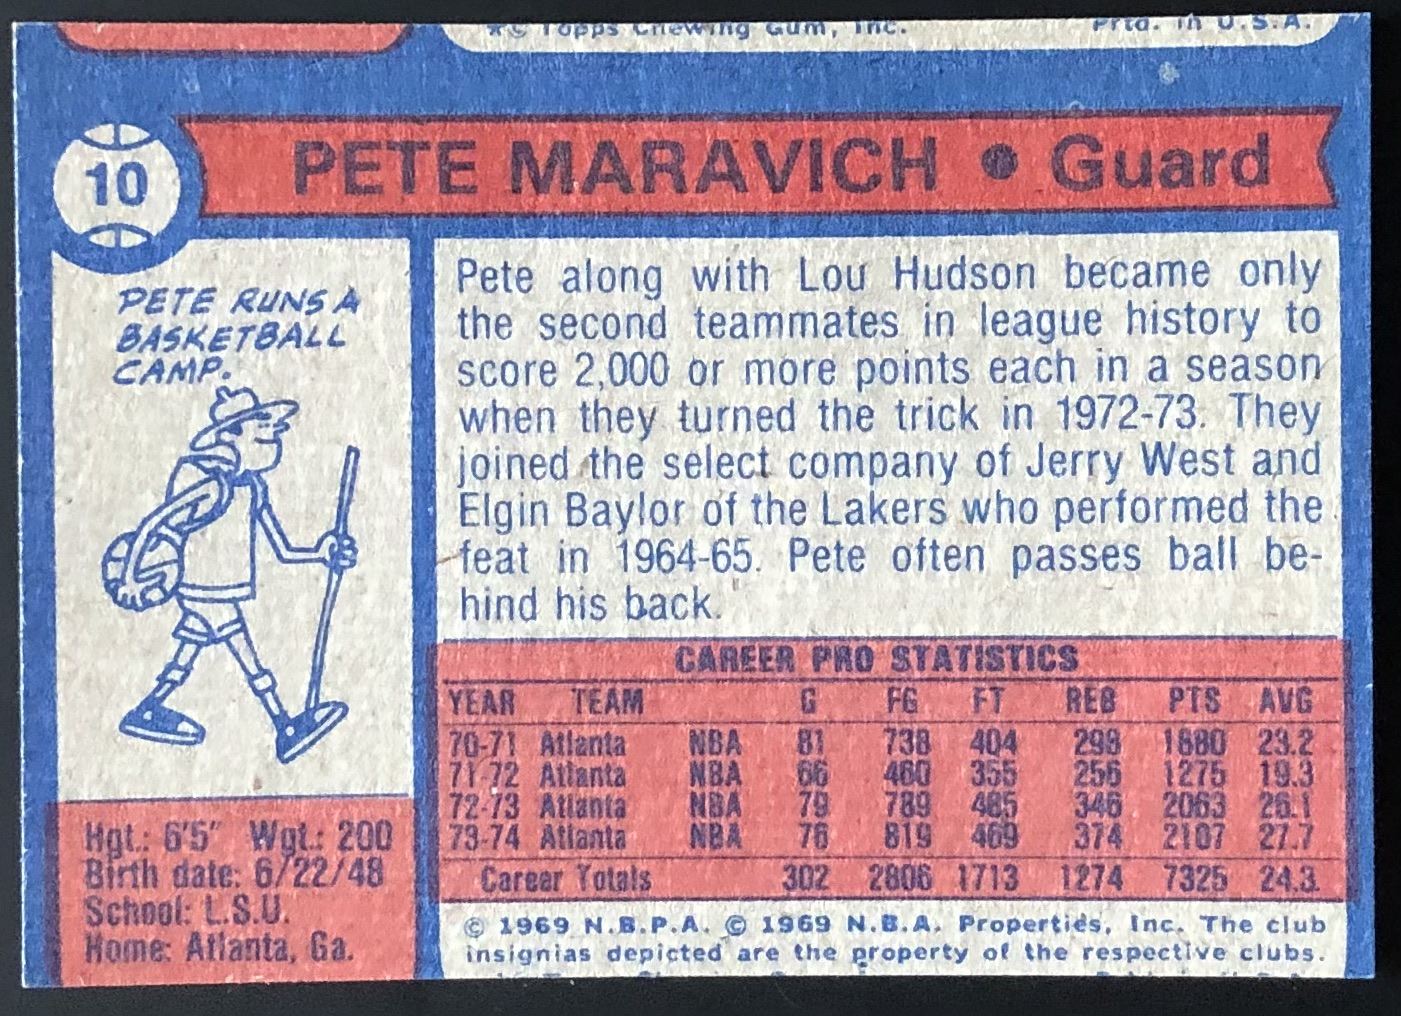 *© Topps Chewing Gum, Inc. Prtd. in U.S.A.
10
PETE MARAVICH • Guard
PETE RUNS A
BASKETBALL
CAMP.
Pete along with Lou Hudson became only
the second teammates in league history to
score 2,000 or more points each in a season
when they turned the trick in 1972-73. They
joined the select company of Jerry West and
Elgin Baylor of the Lakers who performed the
feat in 1964-65. Pete often passes ball be-
hind his back.
Hgt.: 6'5" Wgt.: 200
Birth date: 6/22/48
School: L.S.U.
Home: Atlanta, Ga.
CAREER PRO STATISTICS
YEAR TEAM G FG FT REB PTS AVG
70-71 Atlanta NBA 81 738 404 298 1880 23.2
71-72 Atlanta NBA 66 460 355 256 1275 19.3
72-73 Atlanta NBA 79 789 485 346 2063 26.1
73-74 Atlanta NBA 76 819 469 374 2107 27.7
Career Totals 302 2806 1713 1274 7325 24.3
© 1969 N.B.P.A. © 1969 N.B.A. Properties, Inc. The club
insignias depicted are the property of the respective clubs.